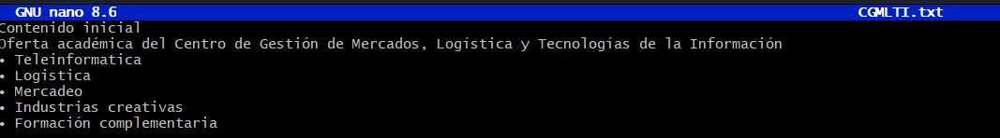 GNU nano 8.6 CGMLTI.txt
Contenido inicial
Oferta académica del Centro de Gestión de Mercados, Logística y Tecnologías de la Información
• Teleinformatica
• Logistica
• Mercadeo
• Industrias creativas
• Formación complementaria